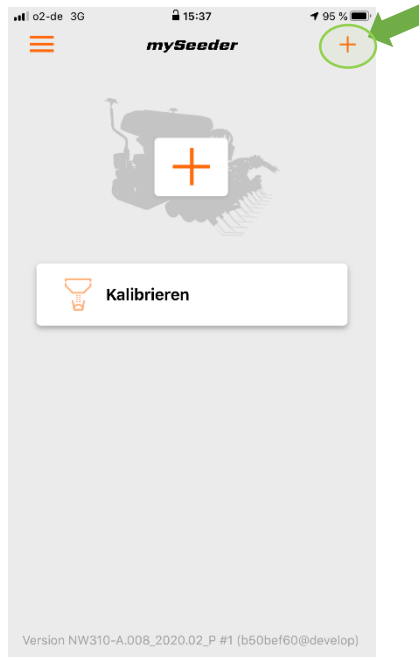 o2-de 3G 15:37 95 %
mySeeder
Kalibrieren
Version NW310-A.008_2020.02_P #1 (b50bef60@develop)